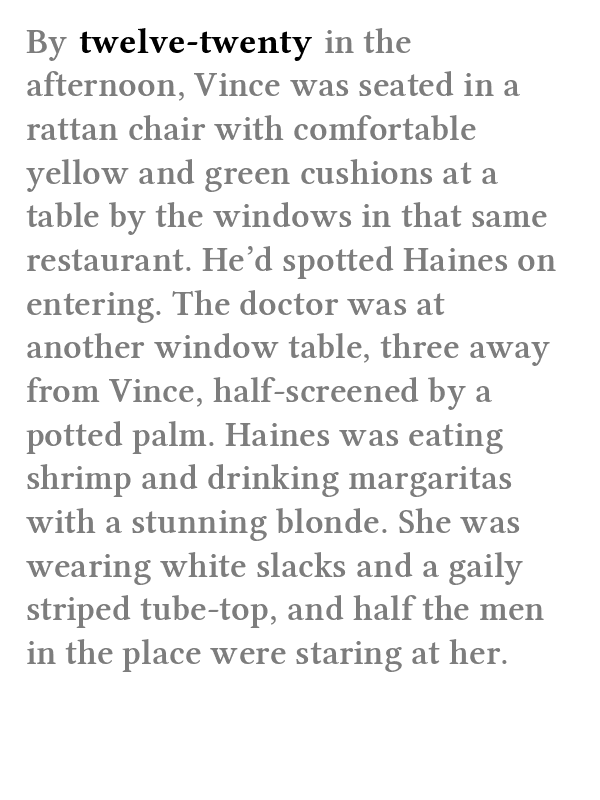 By twelve-twenty in the
afternoon, Vince was seated in a
rattan chair with comfortable
yellow and green cushions at a
table by the windows in that same
restaurant. He’d spotted Haines on
entering. The doctor was at
another window table, three away
from Vince, half-screened by a
potted palm. Haines was eating
shrimp and drinking margaritas
with a stunning blonde. She was
wearing white slacks and a gaily
striped tube-top, and half the men
in the place were staring at her.